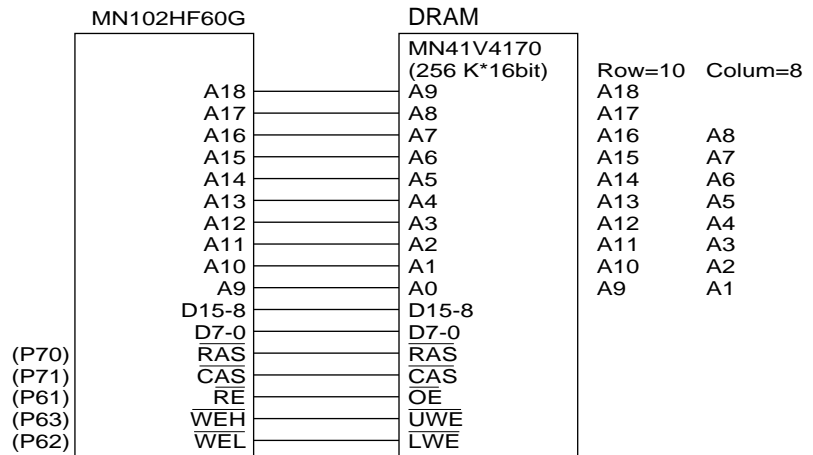 MN102HF60G DRAM
MN41V4170
(256 K*16bit) Row=10 Colum=8
A18 A9 A18
A17 A8 A17
A16 A7 A16 A8
A15 A6 A15 A7
A14 A5 A14 A6
A13 A4 A13 A5
A12 A3 A12 A4
A11 A2 A11 A3
A10 A1 A10 A2
A9 A0 A9 A1
D15-8 D15-8
D7-0 D7-0
(P70) RAS RAS
(P71) CAS CAS
(P61) RE OE
(P63) WEH UWE
(P62) WEL LWE